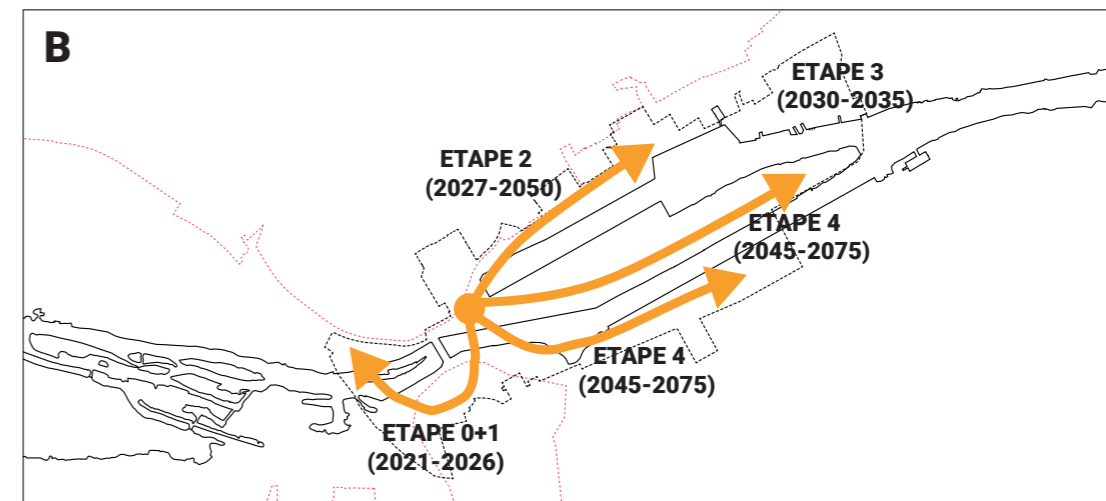 B
ETAPE 3
(2030-2035)
ETAPE 2
(2027-2050)
ETAPE 4
(2045-2075)
ETAPE 4
(2045-2075)
ETAPE 0+1
(2021-2026)